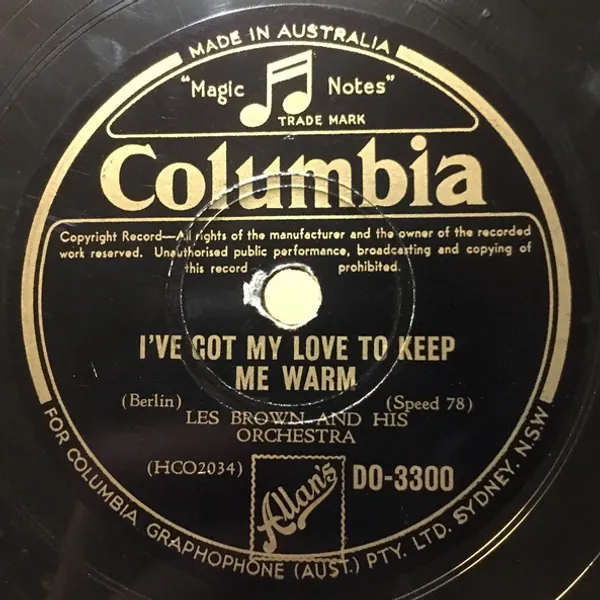 MADE IN AUSTRALIA
"Magic Notes"
TRADE MARK
Columbia
Copyright Record—All rights of the manufacturer and the owner of the recorded
work reserved. Unauthorised public performance, broadcasting and copying of
this record prohibited.
I'VE GOT MY LOVE TO KEEP
ME WARM
(Berlin) (Speed 78)
LES BROWN AND HIS
ORCHESTRA
(HCO2034) Allan's DO-3300
FOR COLUMBIA GRAPHOPHONE (AUST.) PTY. LTD. SYDNEY. N.S.W